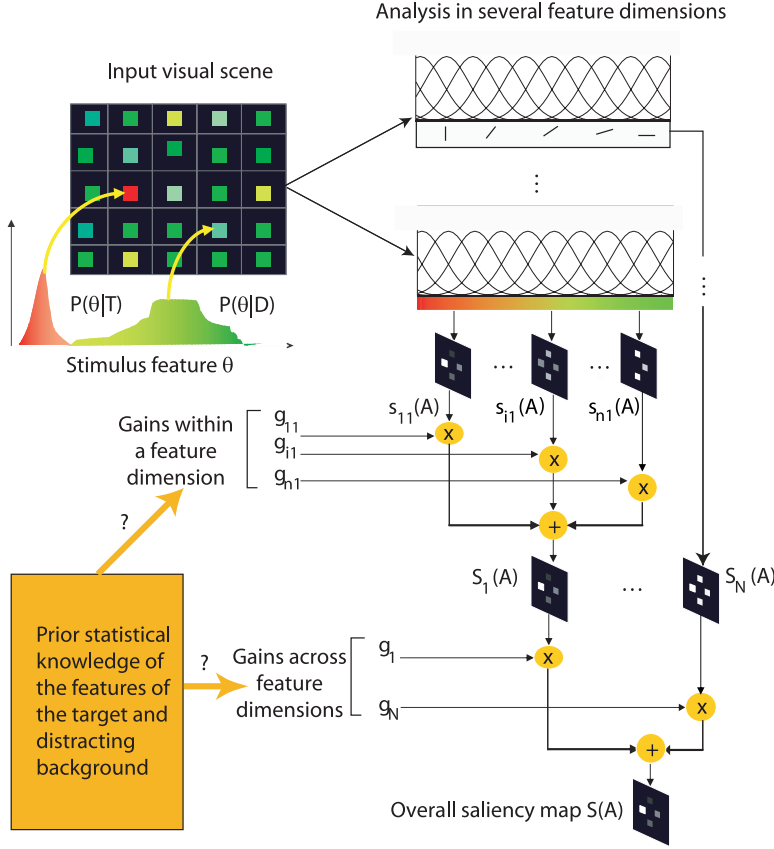 Analysis in several feature dimensions
Input visual scene
...
...
P(θ|T)
P(θ|D)
Stimulus feature θ
... ...
s11(A)
si1(A)
sn1(A)
Gains within
a feature
dimension
g11
gi1
gn1
x
x
x
+
?
S1(A)
...
SN(A)
Prior statistical
knowledge of
the features of
the target and
distracting
background
?
Gains across
feature
dimensions
g1
gN
x
x
+
Overall saliency map S(A)